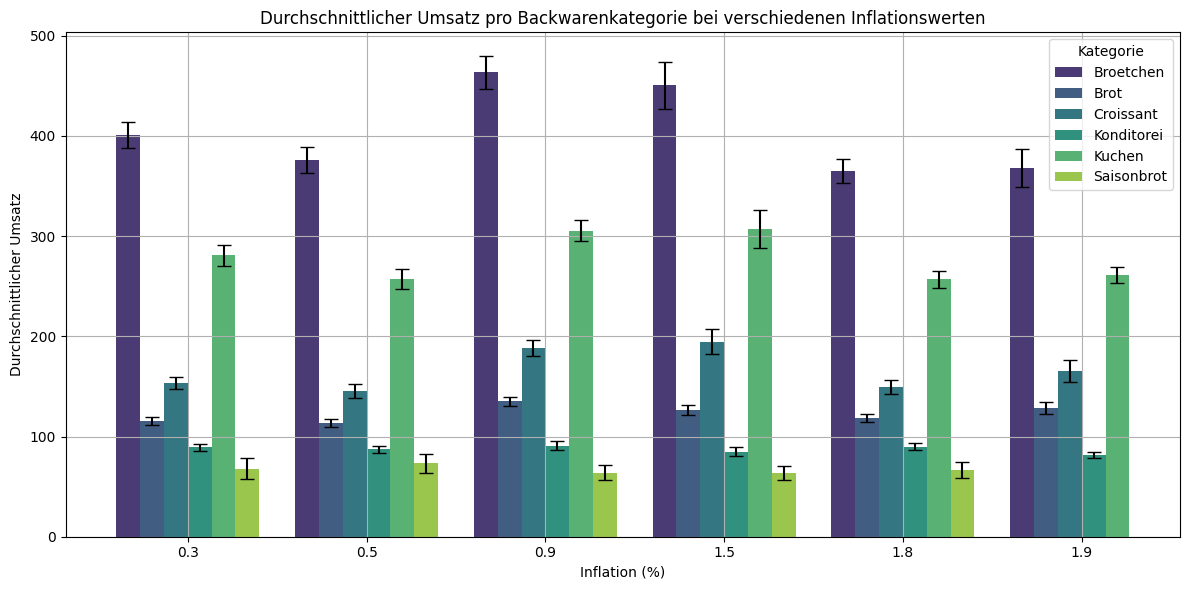 Durchschnittlicher Umsatz pro Backwarenkategorie bei verschiedenen Inflationswerten
Durchschnittlicher Umsatz
500
400
300
200
100
0
Kategorie
Broetchen
Brot
Croissant
Konditorei
Kuchen
Saisonbrot
0.3 0.5 0.9 1.5 1.8 1.9
Inflation (%)